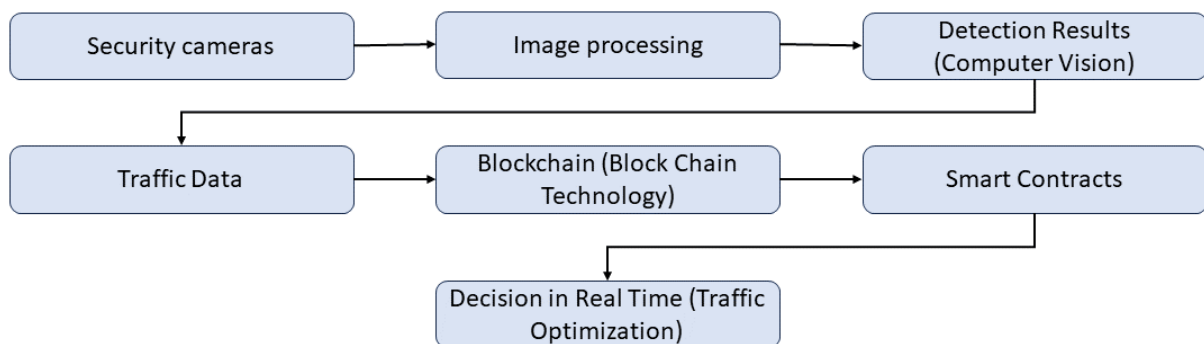 Security cameras
Image processing
Detection Results
(Computer Vision)
Traffic Data
Blockchain (Block Chain
Technology)
Smart Contracts
Decision in Real Time (Traffic
Optimization)